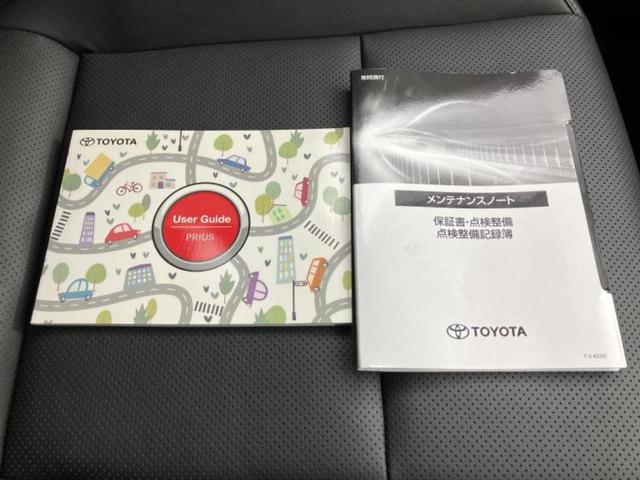 TOYOTA
User Guide
PRIUS
メンテナンスノート
保証書・点検整備
点検整備記録簿
TOYOTA